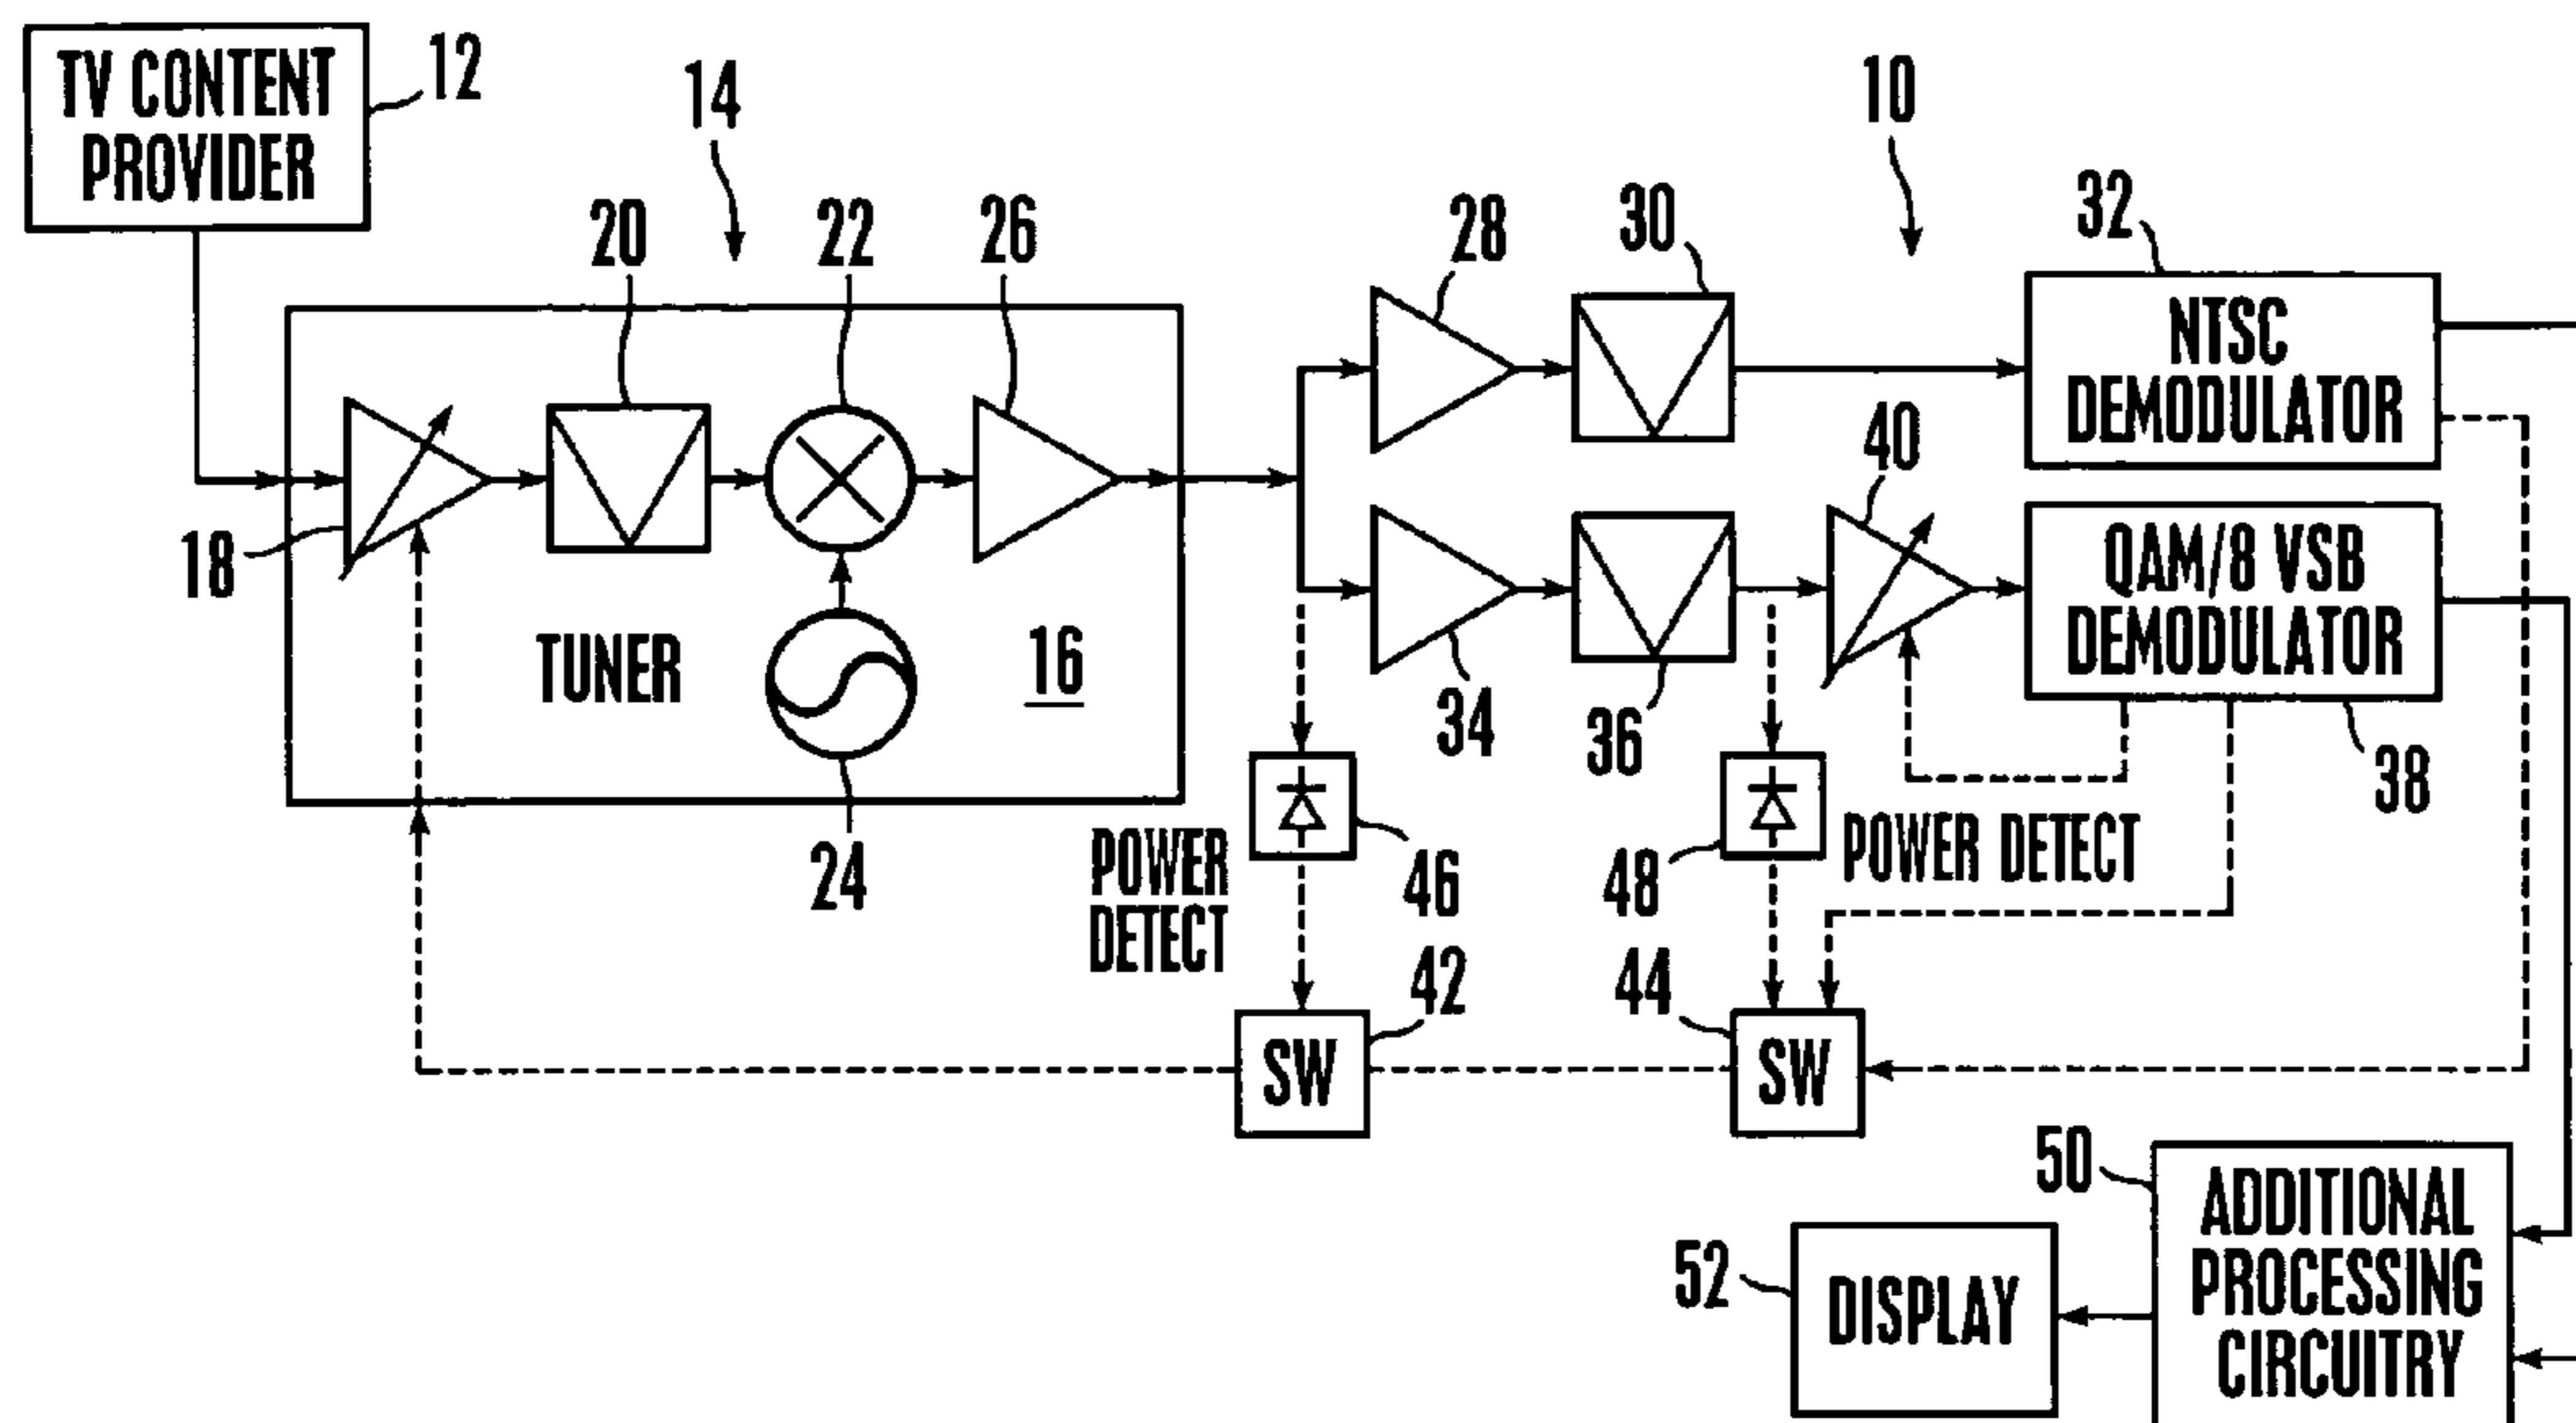 TV CONTENT
PROVIDER
12
14
10
20
22
26
28
30
32
NTSC
DEMODULATOR
18
TUNER
16
24
34
36
40
QAM/8 VSB
DEMODULATOR
38
POWER
DETECT
46
48
POWER DETECT
42
SW
44
SW
50
ADDITIONAL
PROCESSING
CIRCUITRY
52
DISPLAY